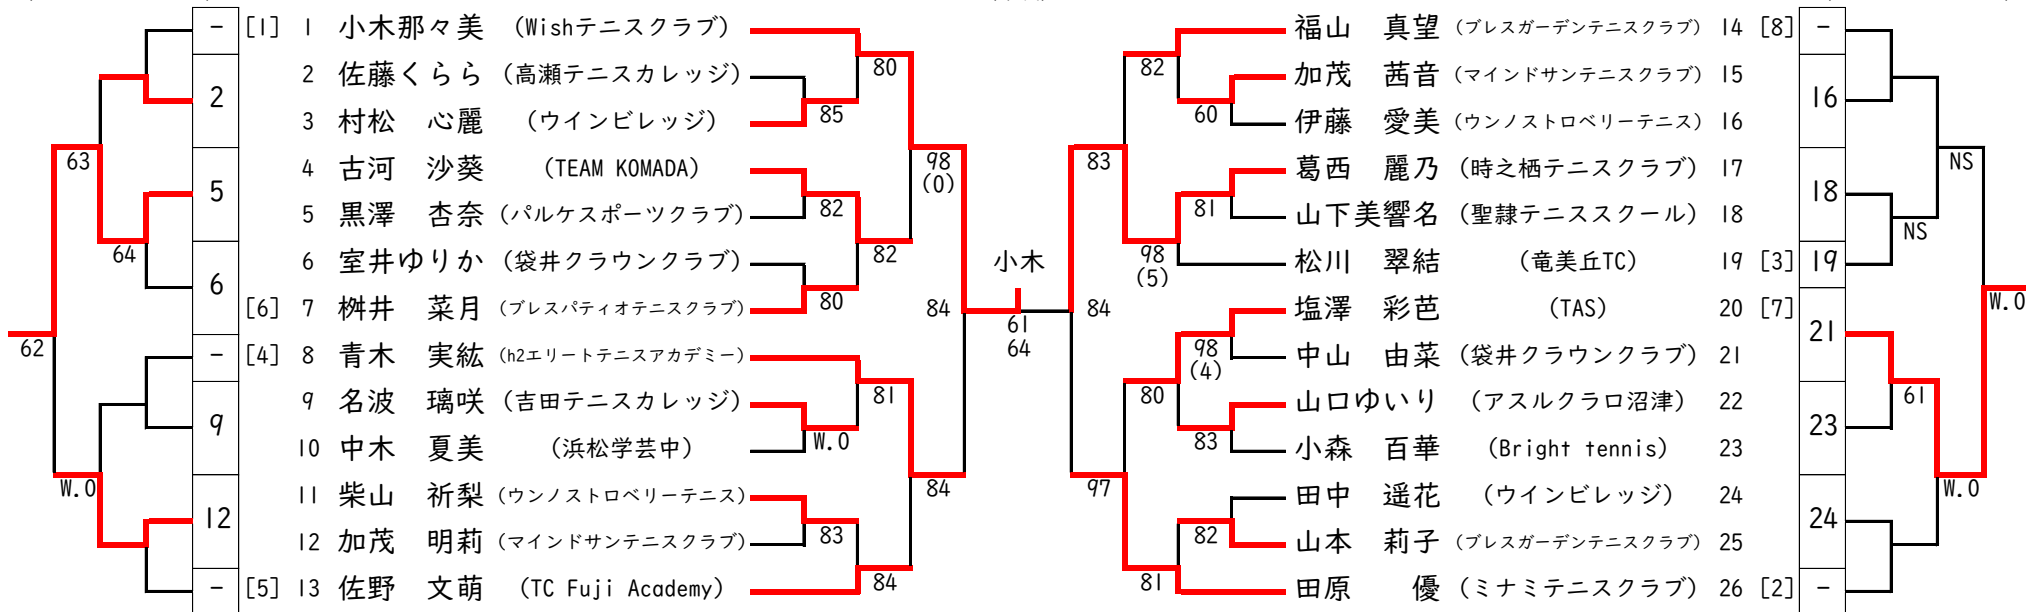 - [1] 1 小木那々美 (Wishテニスクラブ)
2 佐藤くらら (高瀬テニスカレッジ)
2
3 村松 心麗 (ウインビレッジ)
4 古河 沙葵 (TEAM KOMADA)
5
5 黒澤 杏奈 (パルケスポーツクラブ)
6 室井ゆりか (袋井クラウンクラブ)
6
[6] 7 桝井 菜月 (ブレスパティオテニスクラブ)
- [4] 8 青木 実紘 (h2エリートテニスアカデミー)
9 9 名波 璃咲 (吉田テニスカレッジ)
10 中木 夏美 (浜松学芸中)
11 柴山 祈梨 (ウンノストロベリーテニス)
12
12 加茂 明莉 (マインドサンテニスクラブ)
- [5] 13 佐野 文萌 (TC Fuji Academy)
63
64
62
W.O
80
85
82
82
80
98
(0)
84
81
W.O
83
84
84
小木
61
64
福山 真望 (ブレスガーデンテニスクラブ) 14 [8] -
加茂 茜音 (マインドサンテニスクラブ) 15
16
伊藤 愛美 (ウンノストロベリーテニス) 16
葛西 麗乃 (時之栖テニスクラブ) 17
18
山下美響名 (聖隷テニススクール) 18
松川 翠結 (竜美丘TC) 19 [3] 19
塩澤 彩芭 (TAS) 20 [7]
21
中山 由菜 (袋井クラウンクラブ) 21
山口ゆいり (アスルクラロ沼津) 22
23
小森 百華 (Bright tennis) 23
田中 遥花 (ウインビレッジ) 24
24
山本 莉子 (ブレスガーデンテニスクラブ) 25
田原 優 (ミナミテニスクラブ) 26 [2] -
82
60
83
81
98
(5)
84
98
(4)
80
83
97
82
81
NS
NS
W.O
61
W.O